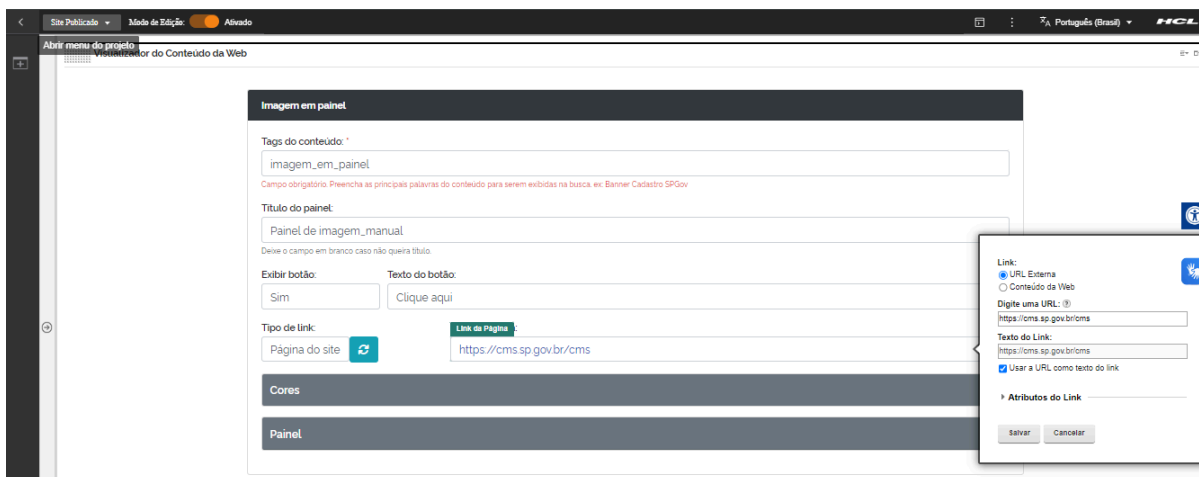 Site Publicado
Modo de Edição:
Ativado
Português (Brasil)
HCL
Abrir menu do projeto
Visualizador do Conteúdo da Web
Imagem em painel
Tags do conteúdo: *
imagem_em_painel
Campo obrigatório. Preencha as principais palavras do conteúdo para serem exibidas na busca. ex: Banner Cadastro SPGov
Título do painel:
Painel de imagem_manual
Deixe o campo em branco caso não queira título.
Exibir botão:
Texto do botão:
Sim
Clique aqui
Tipo de link:
Link da Página
Página do site
https://cms.sp.gov.br/cms
Cores
Painel
Link:
URL Externa
Conteúdo da Web
Digite uma URL:
https://cms.sp.gov.br/cms
Texto do Link:
https://cms.sp.gov.br/cms
Usar a URL como texto do link
Atributos do Link
Salvar
Cancelar